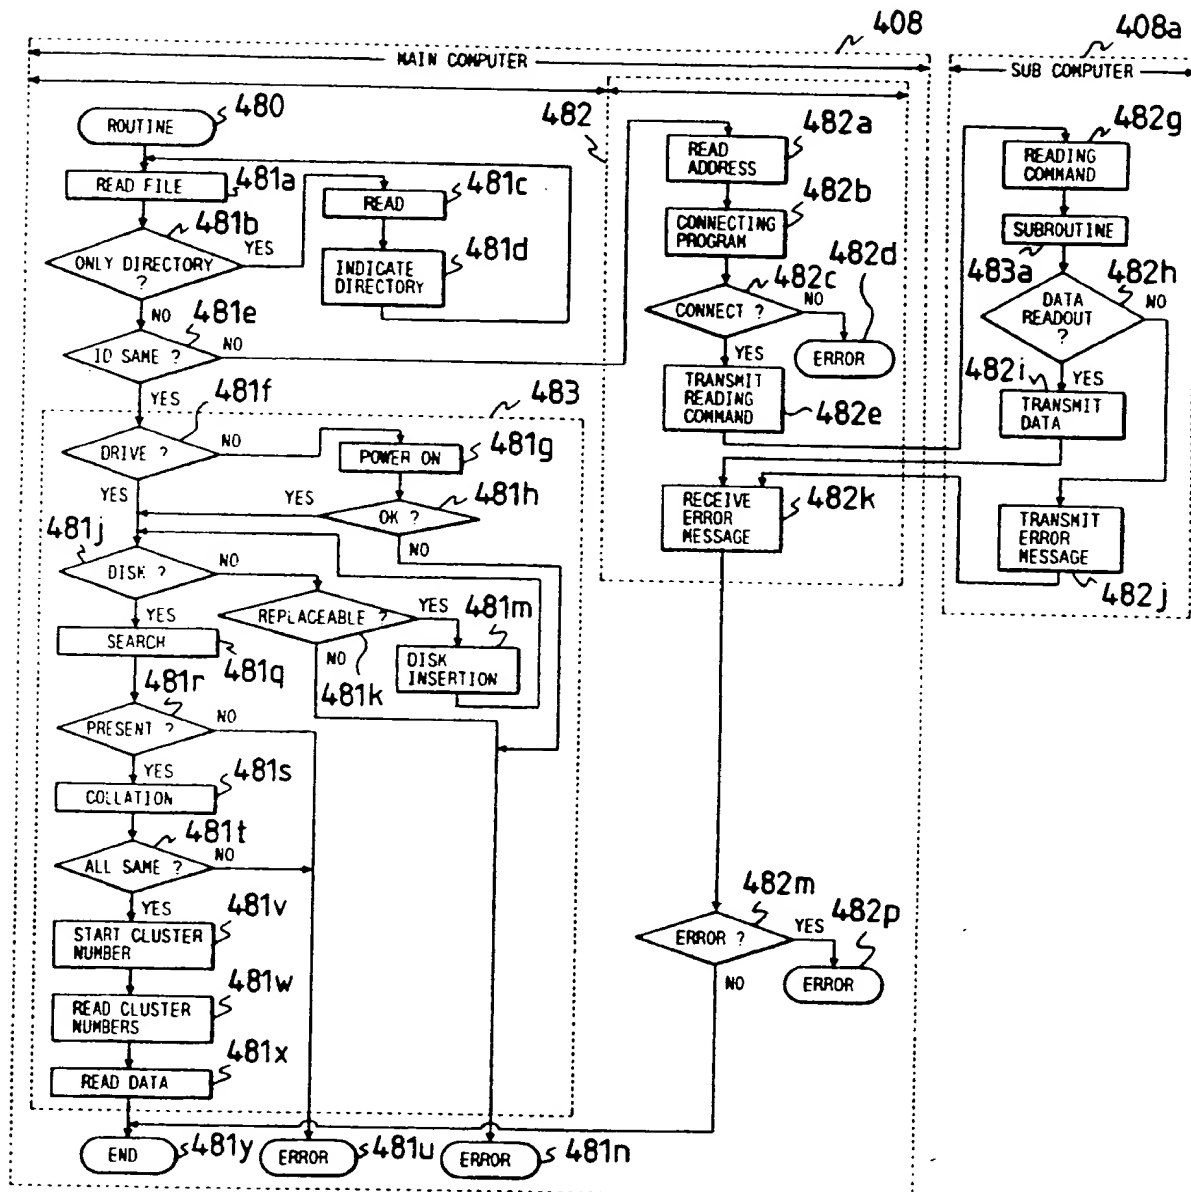 408
408a
MAIN COMPUTER
SUB COMPUTER
480
ROUTINE
482
482a
READ
ADDRESS
482g
READING
COMMAND
READ FILE
481a
481c
READ
482b
CONNECTING
PROGRAM
SUBROUTINE
483a
481b
ONLY DIRECTORY
?
YES
NO
481d
INDICATE
DIRECTORY
482c
CONNECT ?
NO
YES
482d
ERROR
482h
DATA
READOUT
?
NO
YES
481e
ID SAME ?
NO
YES
TRANSMIT
READING
COMMAND
482e
482i
TRANSMIT
DATA
481f
483
DRIVE ?
NO
YES
481g
POWER ON
481h
OK ?
YES
NO
RECEIVE
ERROR
MESSAGE
482k
TRANSMIT
ERROR
MESSAGE
482j
481j
DISK ?
NO
YES
REPLACEABLE ?
YES
NO
481k
481m
DISK
INSERTION
SEARCH
481q
481r
PRESENT ?
NO
YES
481s
COLLATION
481t
ALL SAME ?
NO
YES
481v
START CLUSTER
NUMBER
482m
ERROR ?
YES
NO
482p
ERROR
481w
READ CLUSTER
NUMBERS
481x
READ DATA
END
481y
ERROR
481u
ERROR
481n